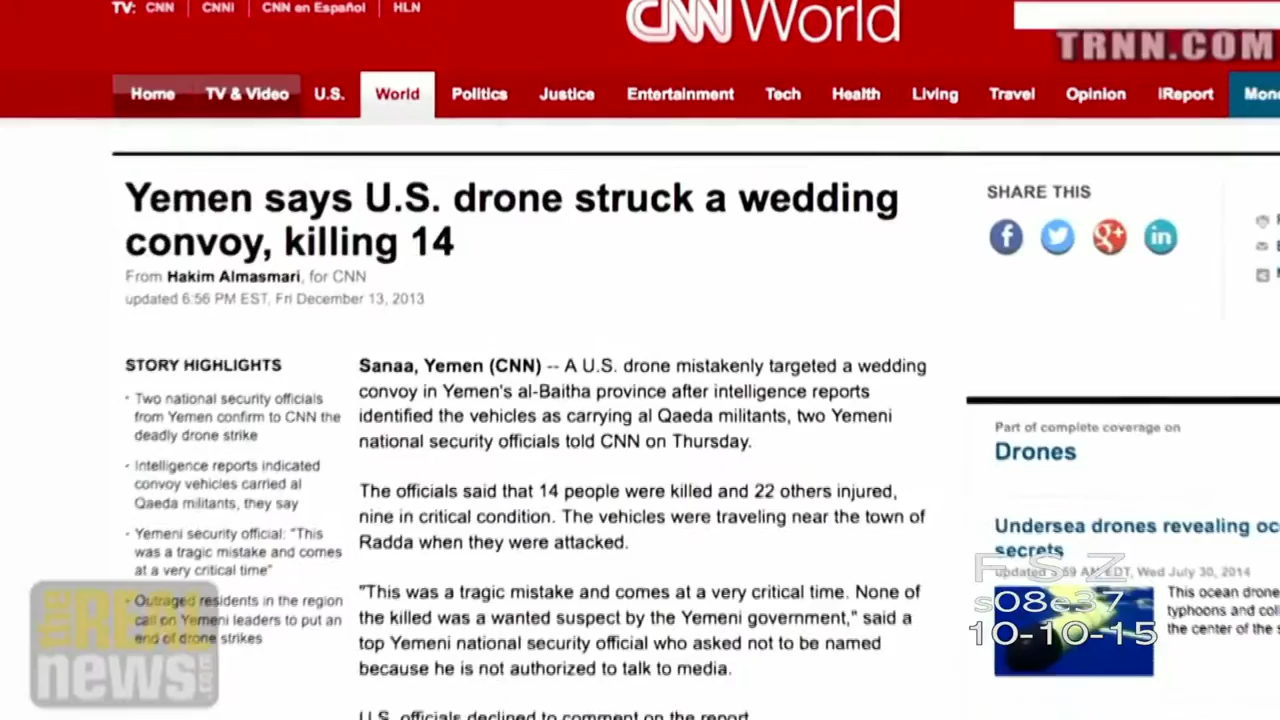 TV: CNN CNNI CNN en Español HLN
CNN World
TRNN.COM
Home TV & Video U.S. World Politics Justice Entertainment Tech Health Living Travel Opinion iReport
Yemen says U.S. drone struck a wedding
convoy, killing 14
From Hakim Almasmari, for CNN
updated 6:56 PM EST, Fri December 13, 2013
SHARE THIS
STORY HIGHLIGHTS
Two national security officials
from Yemen confirm to CNN the
deadly drone strike
Intelligence reports indicated
convoy vehicles carried al
Qaeda militants, they say
Yemeni security official: "This
was a tragic mistake and comes
at a very critical time"
Outraged residents in the region
call on Yemeni leaders to put an
end of drone strikes
Sanaa, Yemen (CNN) -- A U.S. drone mistakenly targeted a wedding
convoy in Yemen's al-Baitha province after intelligence reports
identified the vehicles as carrying al Qaeda militants, two Yemeni
national security officials told CNN on Thursday.
The officials said that 14 people were killed and 22 others injured,
nine in critical condition. The vehicles were traveling near the town of
Radda when they were attacked.
"This was a tragic mistake and comes at a very critical time. None of
the killed was a wanted suspect by the Yemeni government," said a
top Yemeni national security official who asked not to be named
because he is not authorized to talk to media.
U.S. officials declined to comment on the report
Part of complete coverage on
Drones
Undersea drones revealing
secrets
updated 5:59 AM EDT, Wed July 30, 2014
This ocean drone
typhoons and
the center of the
FSZ
s08e37
10-10-15
the REAL
news.com